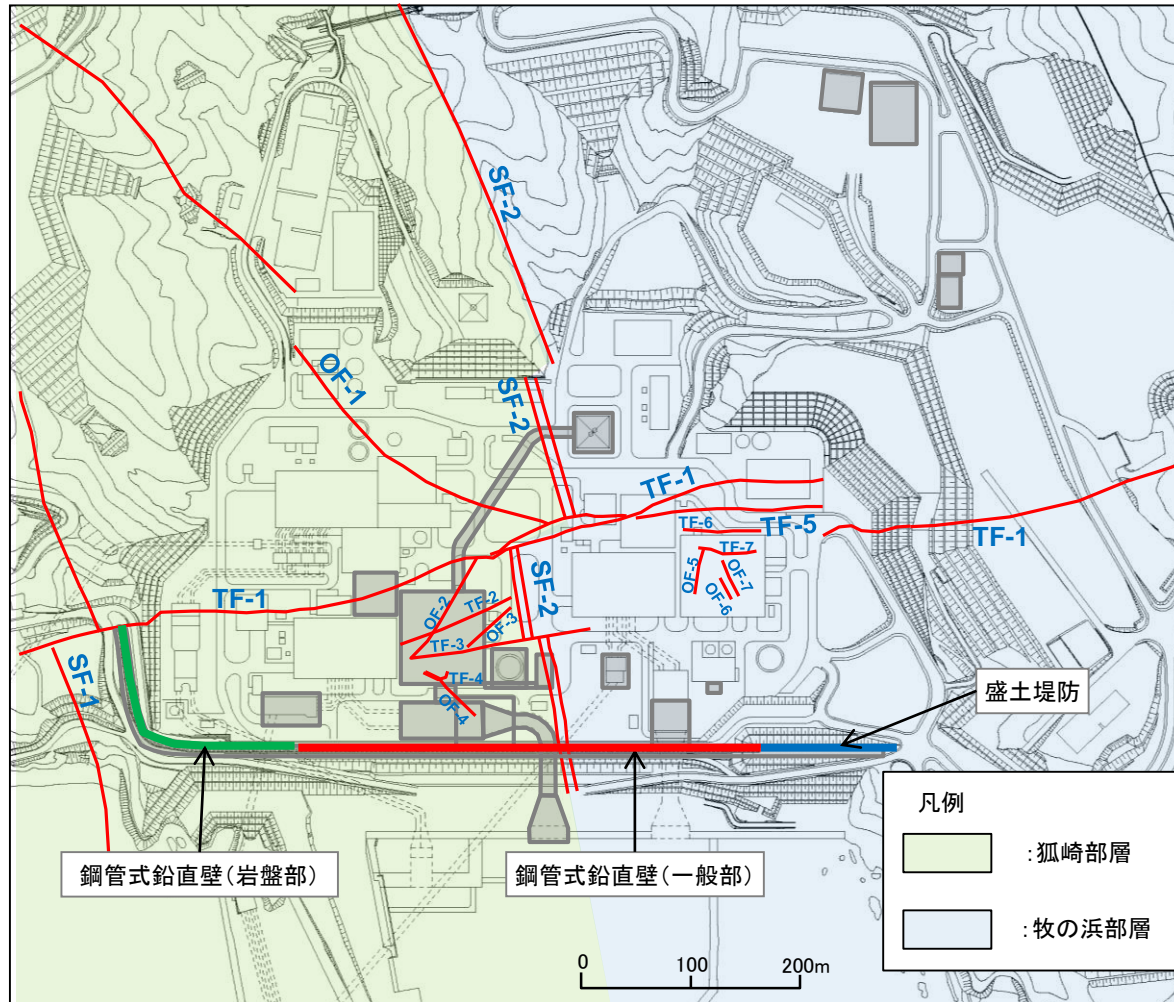 SF-2
OF-1
SF-2
TF-1
TF-6
TF-5
TF-1
TF-7
OF-5
OF-7
OF-6
SF-2
TF-1
OF-2
TF-2
OF-3
TF-3
TF-4
OF-4
SF-1
盛土堤防
鋼管式鉛直壁(岩盤部)
鋼管式鉛直壁(一般部)
凡例
:狐崎部層
:牧の浜部層
0 100 200m